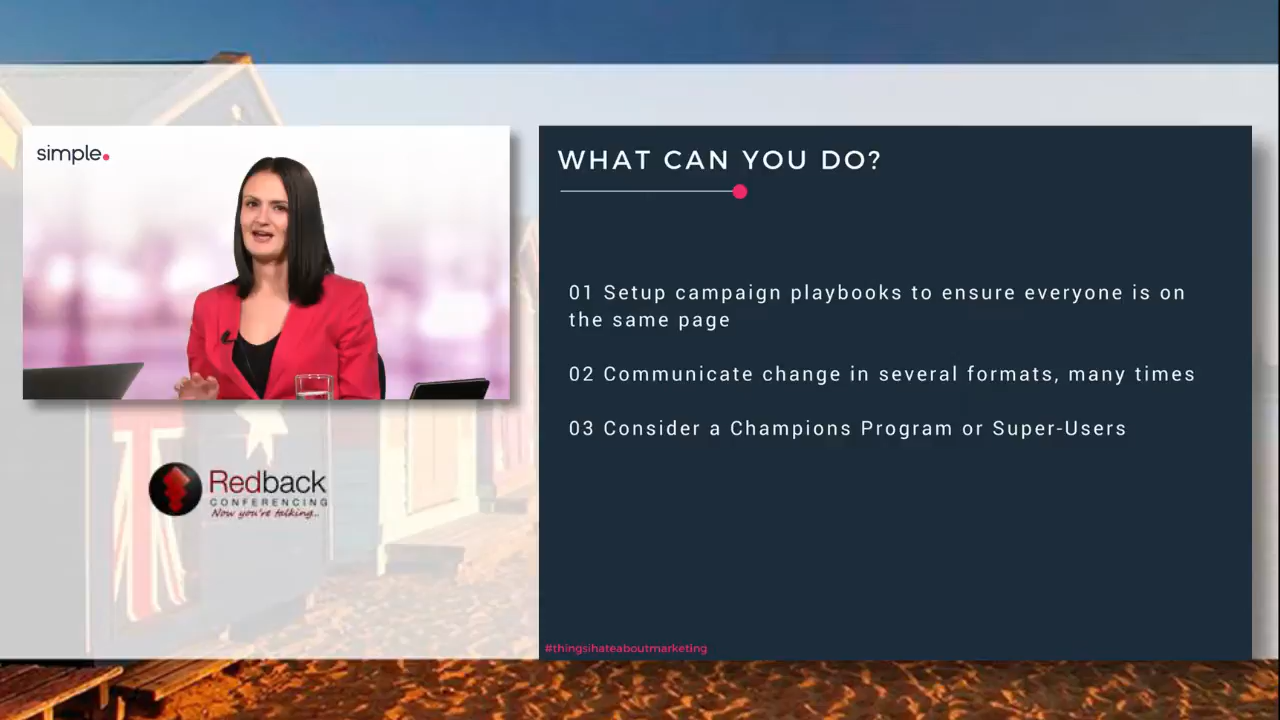 simple.
WHAT CAN YOU DO?
01 Setup campaign playbooks to ensure everyone is on
the same page
02 Communicate change in several formats, many times
03 Consider a Champions Program or Super-Users
Redback
CONFERENCING
Now you're talking...
#thingsihateaboutmarketing